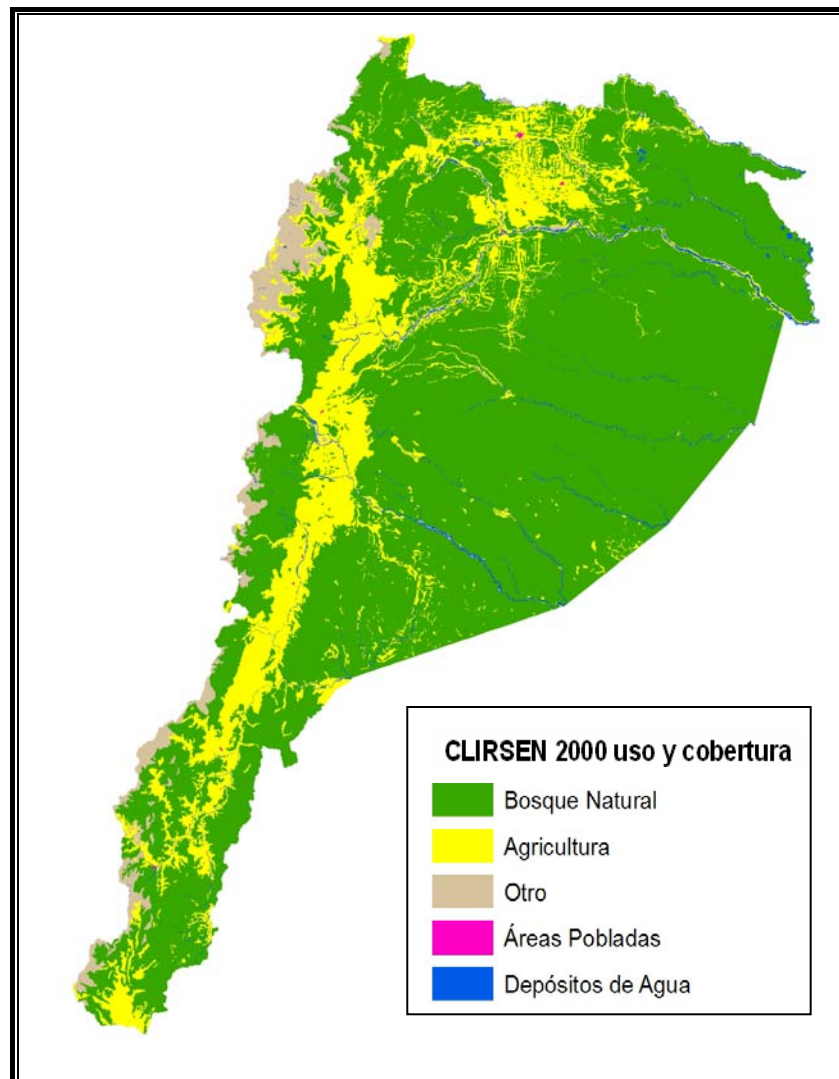 CLIRSEN 2000 uso y cobertura
Bosque Natural
Agricultura
Otro
Áreas Pobladas
Depósitos de Agua